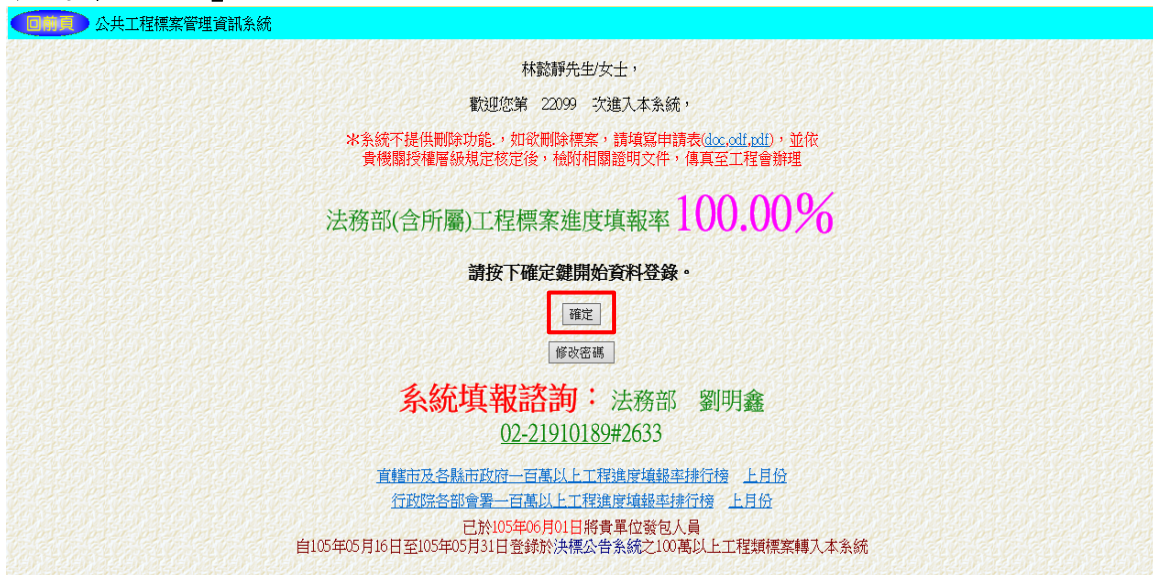 回前頁 公共工程標案管理資訊系統
林懿靜先生/女士，
歡迎您第 22099 次進入本系統，
＊系統不提供刪除功能.，如欲刪除標案，請填寫申請表(doc,odf,pdf)，並依
貴機關授權層級規定核定後，檢附相關證明文件，傳真至工程會辦理
法務部(含所屬)工程標案進度填報率 100.00%
請按下確定鍵開始資料登錄。
確定
修改密碼
系統填報諮詢：法務部 劉明鑫
02-21910189#2633
直轄市及各縣市政府一百萬以上工程進度填報率排行榜 上月份
行政院各部會署一百萬以上工程進度填報率排行榜 上月份
已於105年06月01日將貴單位發包人員
自105年05月16日至105年05月31日登錄於決標公告系統之100萬以上工程類標案轉入本系統